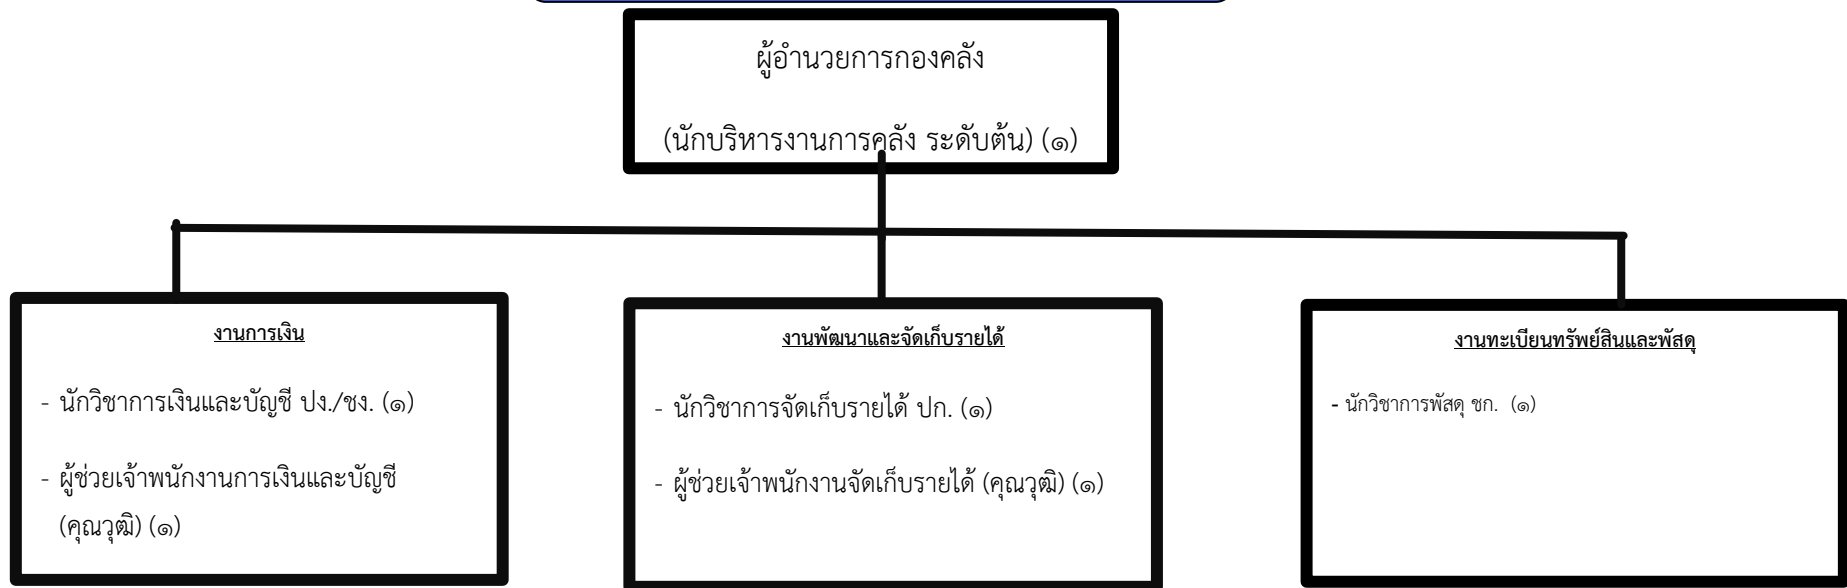 ผู้อำนวยการกองคลัง
(นักบริหารงานการคลัง ระดับต้น) (๑)
งานการเงิน
- นักวิชาการเงินและบัญชี ปง./ชง. (๑)
- ผู้ช่วยเจ้าพนักงานการเงินและบัญชี
(คุณวุฒิ) (๑)
งานพัฒนาและจัดเก็บรายได้
- นักวิชาการจัดเก็บรายได้ ปก. (๑)
- ผู้ช่วยเจ้าพนักงานจัดเก็บรายได้ (คุณวุฒิ) (๑)
งานทะเบียนทรัพย์สินและพัสดุ
- นักวิชาการพัสดุ ชก. (๑)